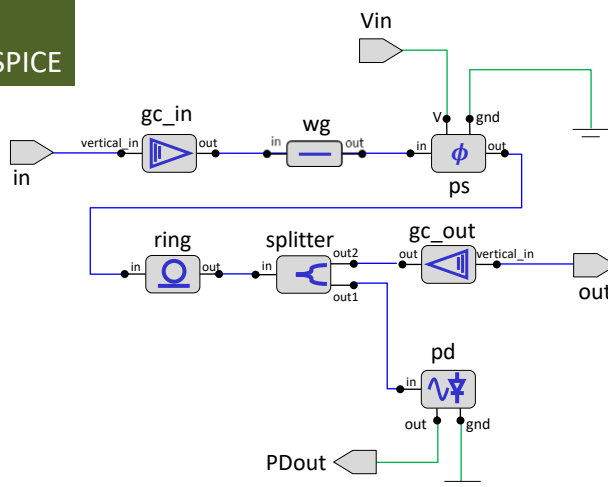 SPICE
Vin
gc_in
wg
V
gnd
vertical_in
out
in
out
in
ϕ
out
in
ps
ring
splitter
gc_out
out2
out
vertical_in
in
out
in
out1
out
pd
in
out
gnd
PDout